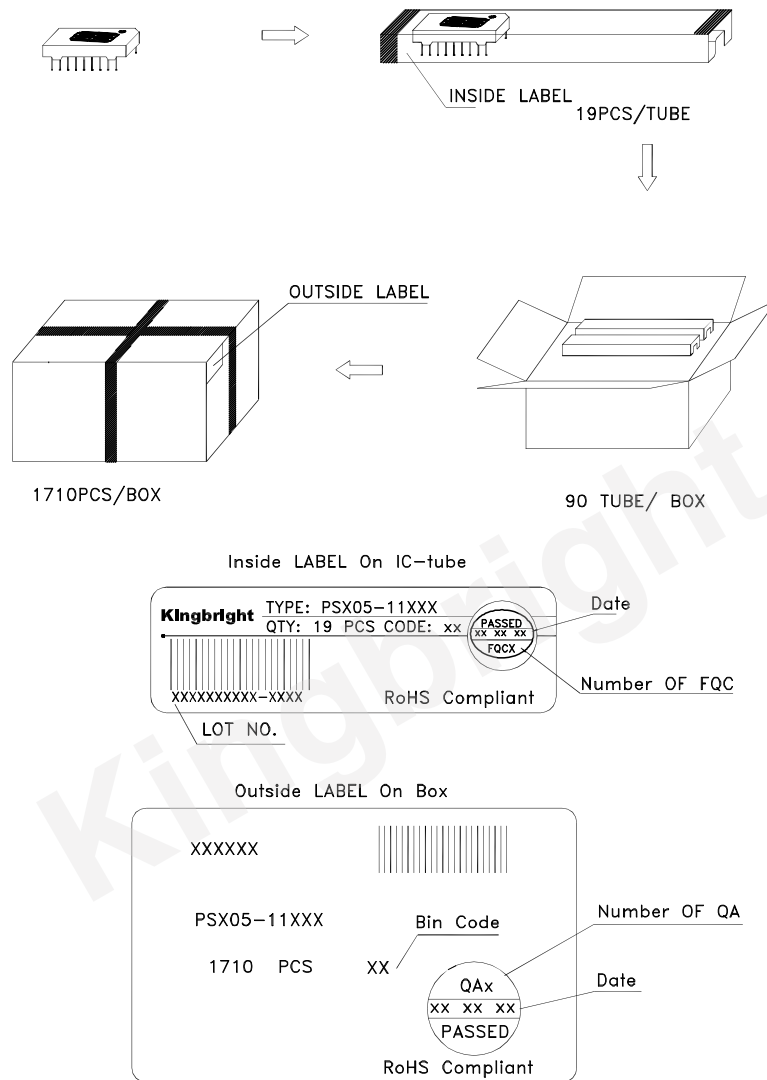 INSIDE LABEL
19PCS/TUBE
OUTSIDE LABEL
1710PCS/BOX
90 TUBE/ BOX
Inside LABEL On IC-tube
Kingbright
TYPE: PSX05-11XXX
QTY: 19 PCS CODE: xx
PASSED
xx xx xx
FQCX
Date
Number OF FQC
XXXXXXXXXX-XXXX
RoHS Compliant
LOT NO.
Outside LABEL On Box
XXXXXX
PSX05-11XXX
Bin Code
Number OF QA
1710 PCS
XX
QAx
xx xx xx
PASSED
Date
RoHS Compliant
Kingbright